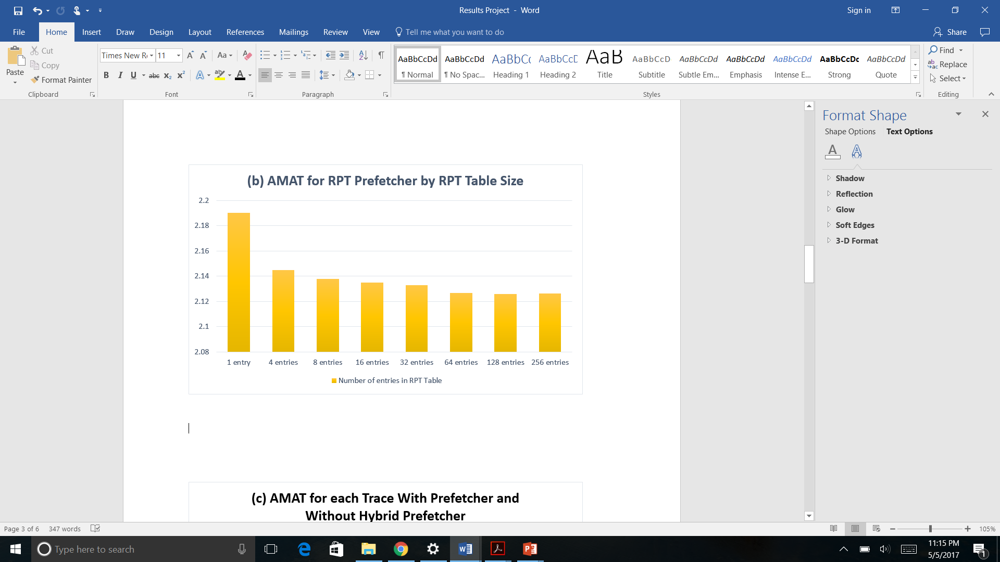 Results Project - Word
Sign in
File Home Insert Draw Design Layout References Mailings Review View Tell me what you want to do
Share
Paste
Cut
Copy
Format Painter
Clipboard
Times New R 11
Aa
B I U abc x₂ x² A ab A
Font
Paragraph
AaBbCcDd AaBbCcDd AaBbCc AaBbCcD AaB AaBbCcD AaBbCcDd AaBbCcDd AaBbCcDd AaBbCcDc AaBbCcDd
¶ Normal ¶ No Spac... Heading 1 Heading 2 Title Subtitle Subtle Em... Emphasis Intense E... Strong Quote
Styles
Find
Replace
Select
Editing
(b) AMAT for RPT Prefetcher by RPT Table Size
2.2
2.18
2.16
2.14
2.12
2.1
2.08
1 entry 4 entries 8 entries 16 entries 32 entries 64 entries 128 entries 256 entries
Number of entries in RPT Table
(c) AMAT for each Trace With Prefetcher and
Without Hybrid Prefetcher
Format Shape
Shape Options Text Options
Shadow
Reflection
Glow
Soft Edges
3-D Format
Page 3 of 6 347 words
105%
Type here to search
11:15 PM
5/5/2017
1